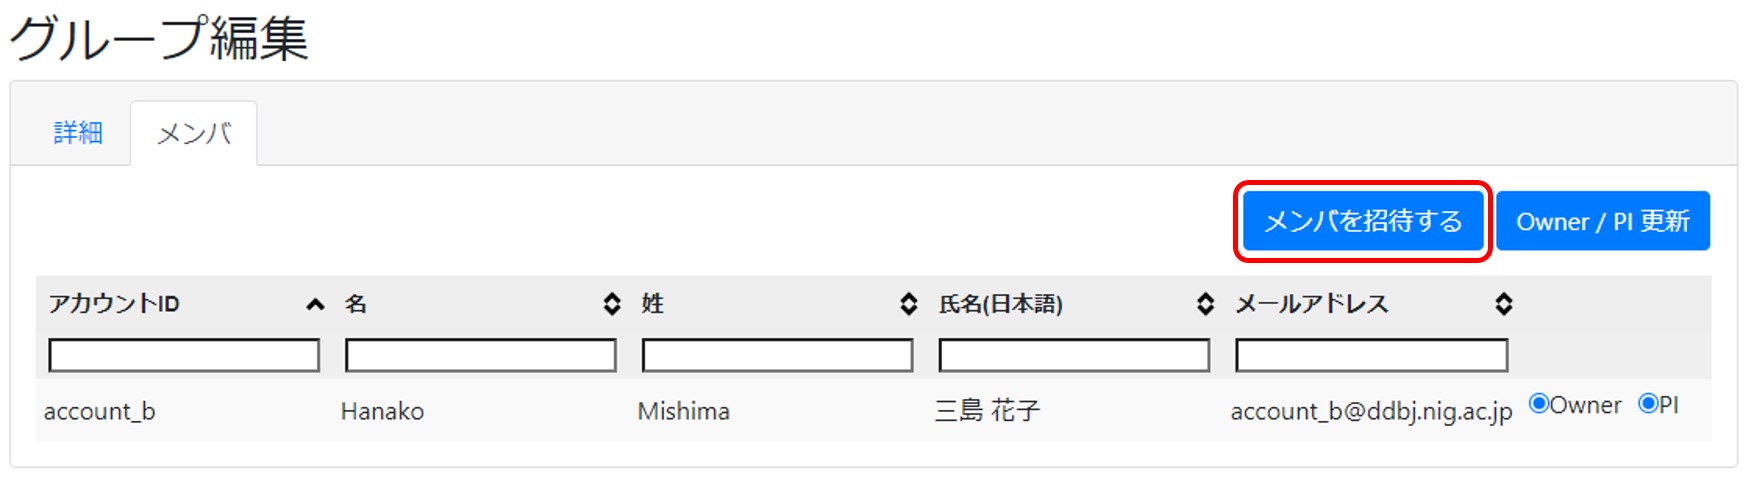 グループ編集
詳細 メンバ
メンバを招待する Owner / PI 更新
アカウントID 名 姓 氏名(日本語) メールアドレス
account_b Hanako Mishima 三島 花子 account_b@ddbj.nig.ac.jp Owner PI